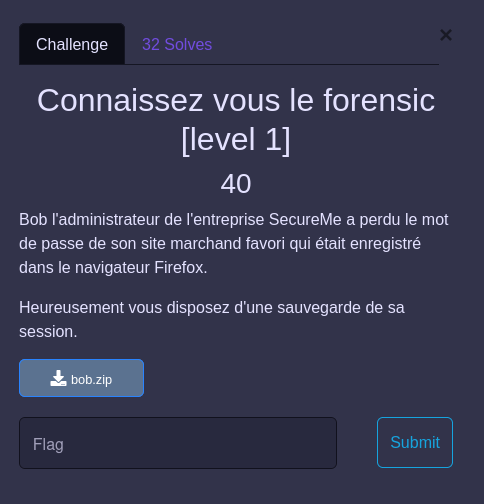 Challenge
32 Solves
×
Connaissez vous le forensic
[level 1]
40
Bob l'administrateur de l'entreprise SecureMe a perdu le mot
de passe de son site marchand favori qui était enregistré
dans le navigateur Firefox.
Heureusement vous disposez d'une sauvegarde de sa
session.
bob.zip
Flag
Submit